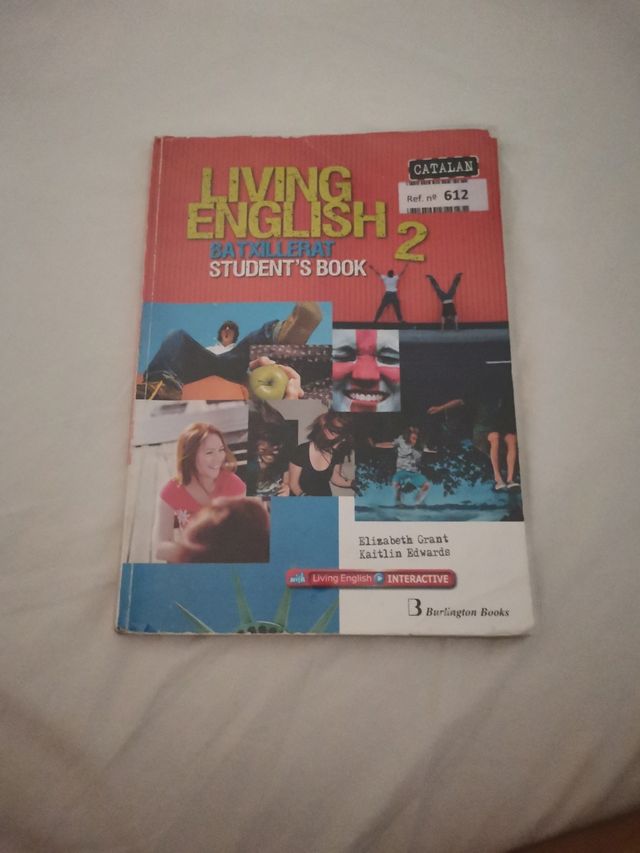 CATALAN
Ref. nº 612
LIVING
ENGLISH 2
BATXILLERAT
STUDENT'S BOOK
Elizabeth Grant
Kaitlin Edwards
with Living English INTERACTIVE
B Burlington Books